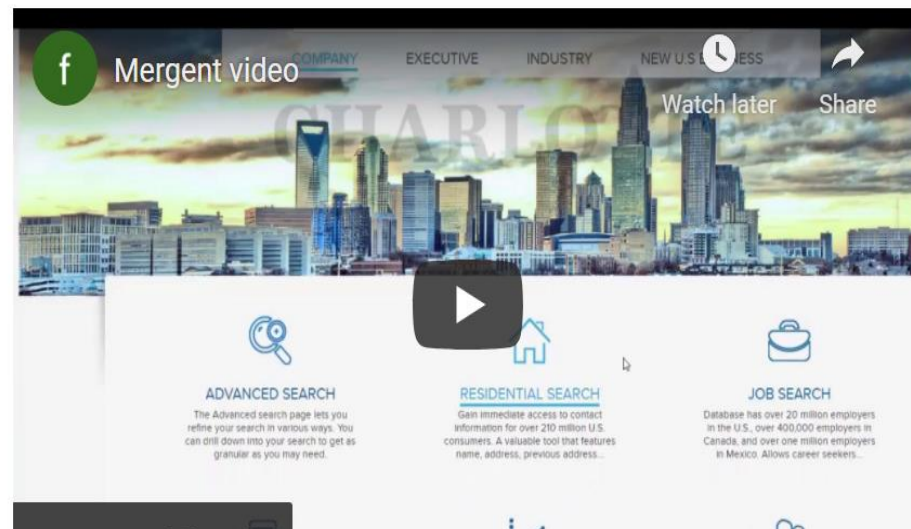 f
Mergent video
COMPANY
EXECUTIVE
INDUSTRY
Watch later
Share
ADVANCED SEARCH
The Advanced search page lets you
refine your search in various ways. You
can drill down into your search to get as
granular as you may need.
RESIDENTIAL SEARCH
Gain immediate access to contact
information for over 210 million U.S.
consumers. A valuable tool that features
name, address, previous address...
JOB SEARCH
Database has over 20 million employers
in the U.S., over 400,000 employers in
Canada, and over one million employers
in Mexico. Allows career seekers...